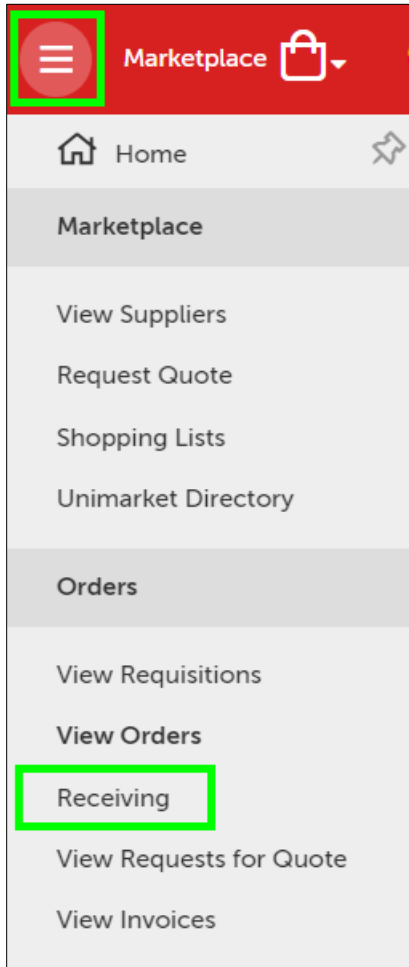 Marketplace
Home
Marketplace
View Suppliers
Request Quote
Shopping Lists
Unimarket Directory
Orders
View Requisitions
View Orders
Receiving
View Requests for Quote
View Invoices